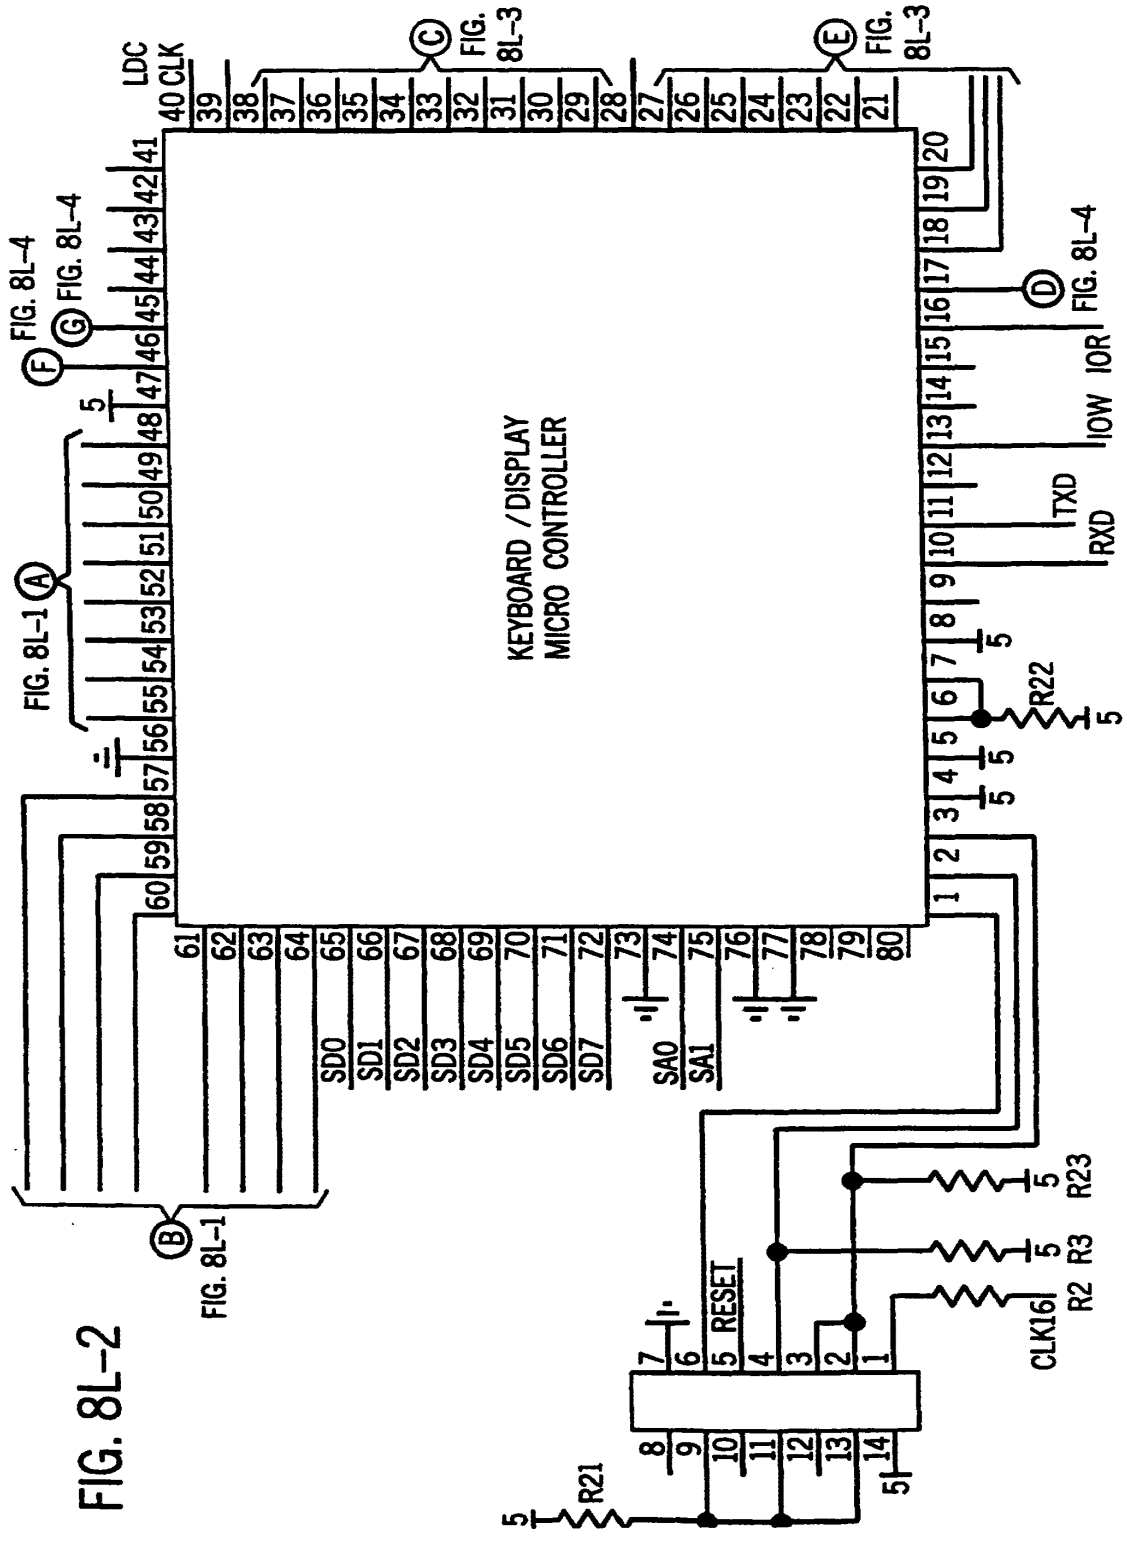 FIG. 8L-2
KEYBOARD / DISPLAY
MICRO CONTROLLER
FIG. 8L-1
A
F
FIG. 8L-4
G
FIG. 8L-4
5
60 59 58 57 56 55 54 53 52 51 50 49 48 47 46 45 44 43 42 41
LDC
CLK
40
39
38
37
36
35
34
33
32
31
30
29
28
27
26
25
24
23
22
21
C
FIG.
8L-3
E
FIG.
8L-3
61
62
63
64
65
66
67
68
69
70
71
72
73
74
75
76
77
78
79
80
B
FIG. 8L-1
SD0
SD1
SD2
SD3
SD4
SD5
SD6
SD7
SA0
SA1
1 2 3 4 5 6 7 8 9 10 11 12 13 14 15 16 17 18 19 20
5
5
R22
5
5
RXD
TXD
IOW
IOR
D
FIG. 8L-4
7
6
5
RESET
4
3
2
1
8
9
10
11
12
13
14
5
R21
5
CLK16
R2
5
R3
5
R23